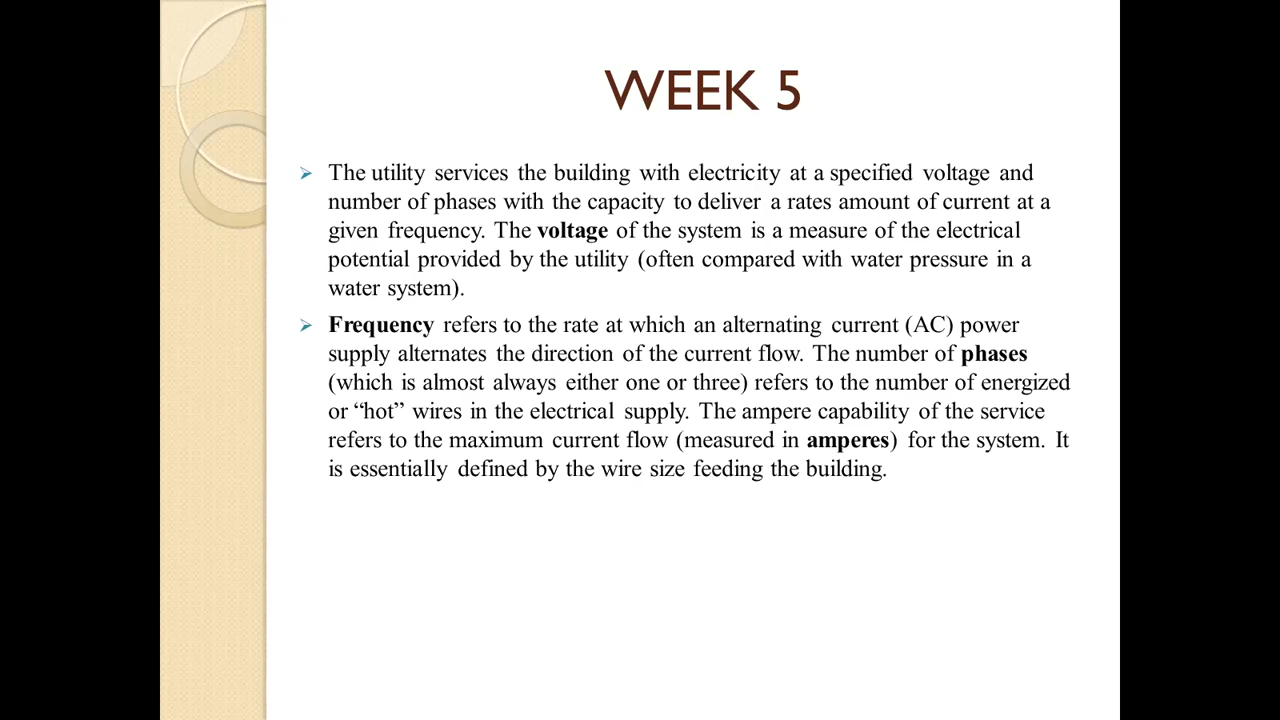 WEEK 5
The utility services the building with electricity at a specified voltage and
number of phases with the capacity to deliver a rates amount of current at a
given frequency. The voltage of the system is a measure of the electrical
potential provided by the utility (often compared with water pressure in a
water system).
Frequency refers to the rate at which an alternating current (AC) power
supply alternates the direction of the current flow. The number of phases
(which is almost always either one or three) refers to the number of energized
or “hot” wires in the electrical supply. The ampere capability of the service
refers to the maximum current flow (measured in amperes) for the system. It
is essentially defined by the wire size feeding the building.